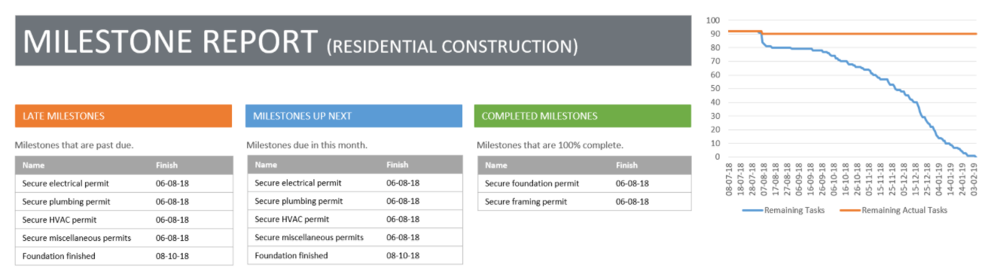 MILESTONE REPORT (RESIDENTIAL CONSTRUCTION)
LATE MILESTONES
Milestones that are past due.
Name Finish
Secure electrical permit 06-08-18
Secure plumbing permit 06-08-18
Secure HVAC permit 06-08-18
Secure miscellaneous permits 06-08-18
Foundation finished 08-10-18
MILESTONES UP NEXT
Milestones due in this month.
Name Finish
Secure electrical permit 06-08-18
Secure plumbing permit 06-08-18
Secure HVAC permit 06-08-18
Secure miscellaneous permits 06-08-18
Foundation finished 08-10-18
COMPLETED MILESTONES
Milestones that are 100% complete.
Name Finish
Secure foundation permit 06-08-18
Secure framing permit 06-08-18
100
90
80
70
60
50
40
30
20
10
0
08-07-18
18-07-18
28-07-18
07-08-18
17-08-18
27-08-18
06-09-18
16-09-18
26-09-18
06-10-18
16-10-18
26-10-18
05-11-18
15-11-18
25-11-18
05-12-18
15-12-18
25-12-18
04-01-19
14-01-19
24-01-19
03-02-19
Remaining Tasks
Remaining Actual Tasks